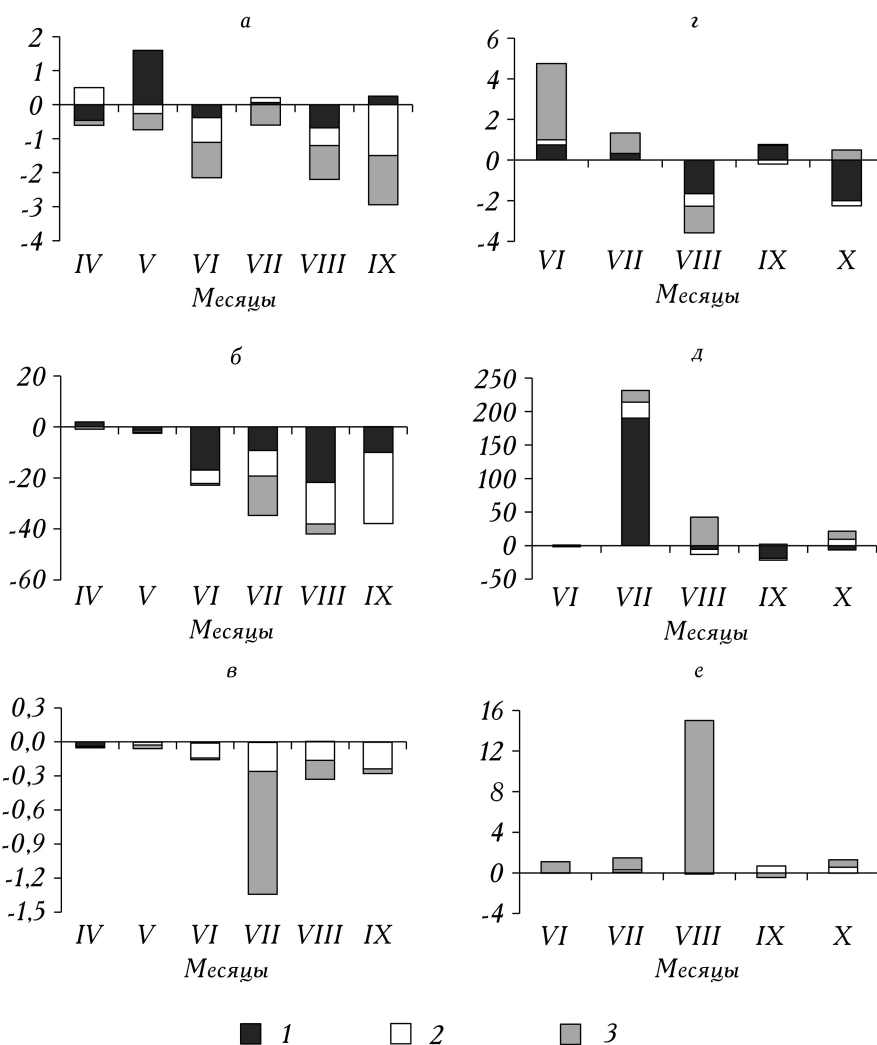 а
2
1
0
-1
-2
-3
-4
IV V VI VII VIII IX
Месяцы
г
6
4
2
0
-2
-4
VI VII VIII IX X
Месяцы
б
20
0
-20
-40
-60
IV V VI VII VIII IX
Месяцы
д
250
200
150
100
50
0
-50
VI VII VIII IX X
Месяцы
в
0,3
0,0
-0,3
-0,6
-0,9
-1,2
-1,5
IV V VI VII VIII IX
Месяцы
е
16
12
8
4
0
-4
VI VII VIII IX X
Месяцы
1 2 3